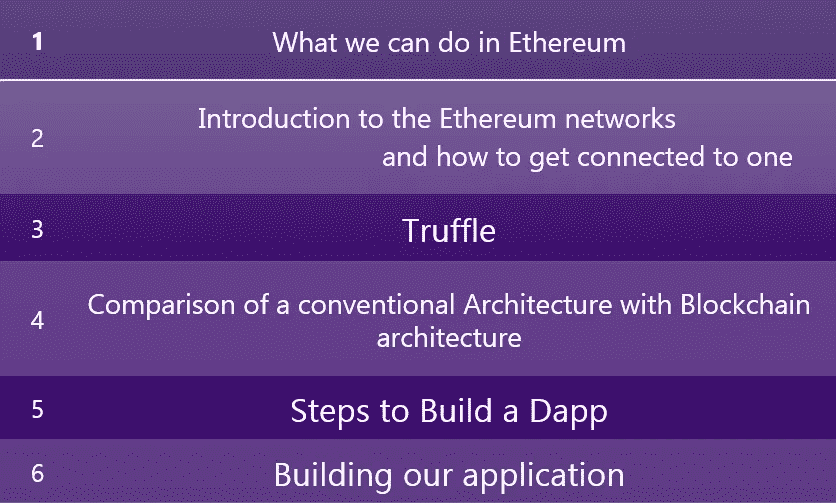 1 What we can do in Ethereum
2 Introduction to the Ethereum networks
and how to get connected to one
3 Truffle
4 Comparison of a conventional Architecture with Blockchain
architecture
5 Steps to Build a Dapp
6 Building our application